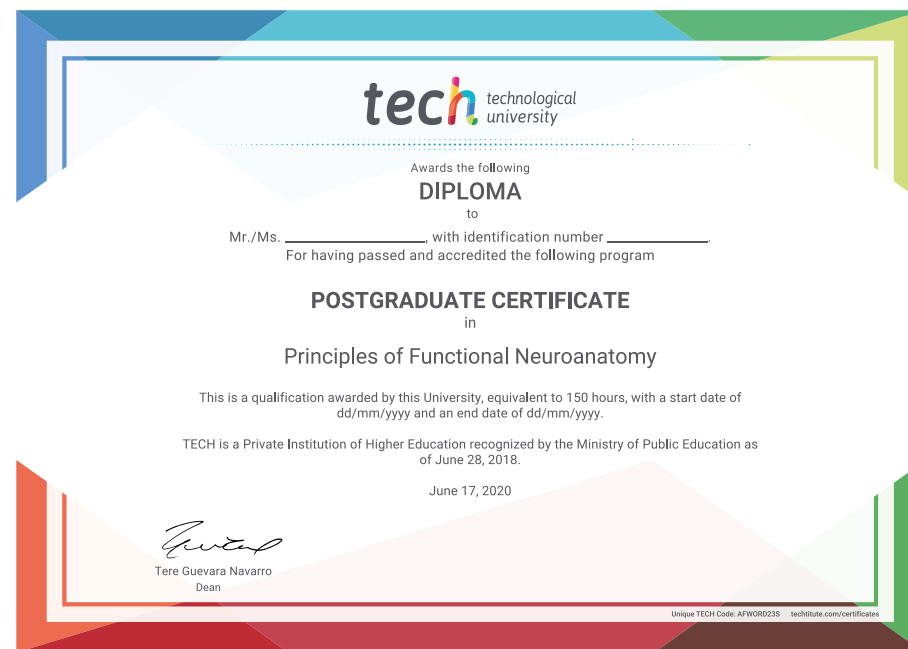 tech technological
university
Awards the following
DIPLOMA
to
Mr./Ms. ____________________, with identification number ______________.
For having passed and accredited the following program
POSTGRADUATE CERTIFICATE
in
Principles of Functional Neuroanatomy
This is a qualification awarded by this University, equivalent to 150 hours, with a start date of
dd/mm/yyyy and an end date of dd/mm/yyyy.
TECH is a Private Institution of Higher Education recognized by the Ministry of Public Education as
of June 28, 2018.
June 17, 2020
Tere Guevara Navarro
Dean
Unique TECH Code: AFWORD23S techtitute.com/certificates